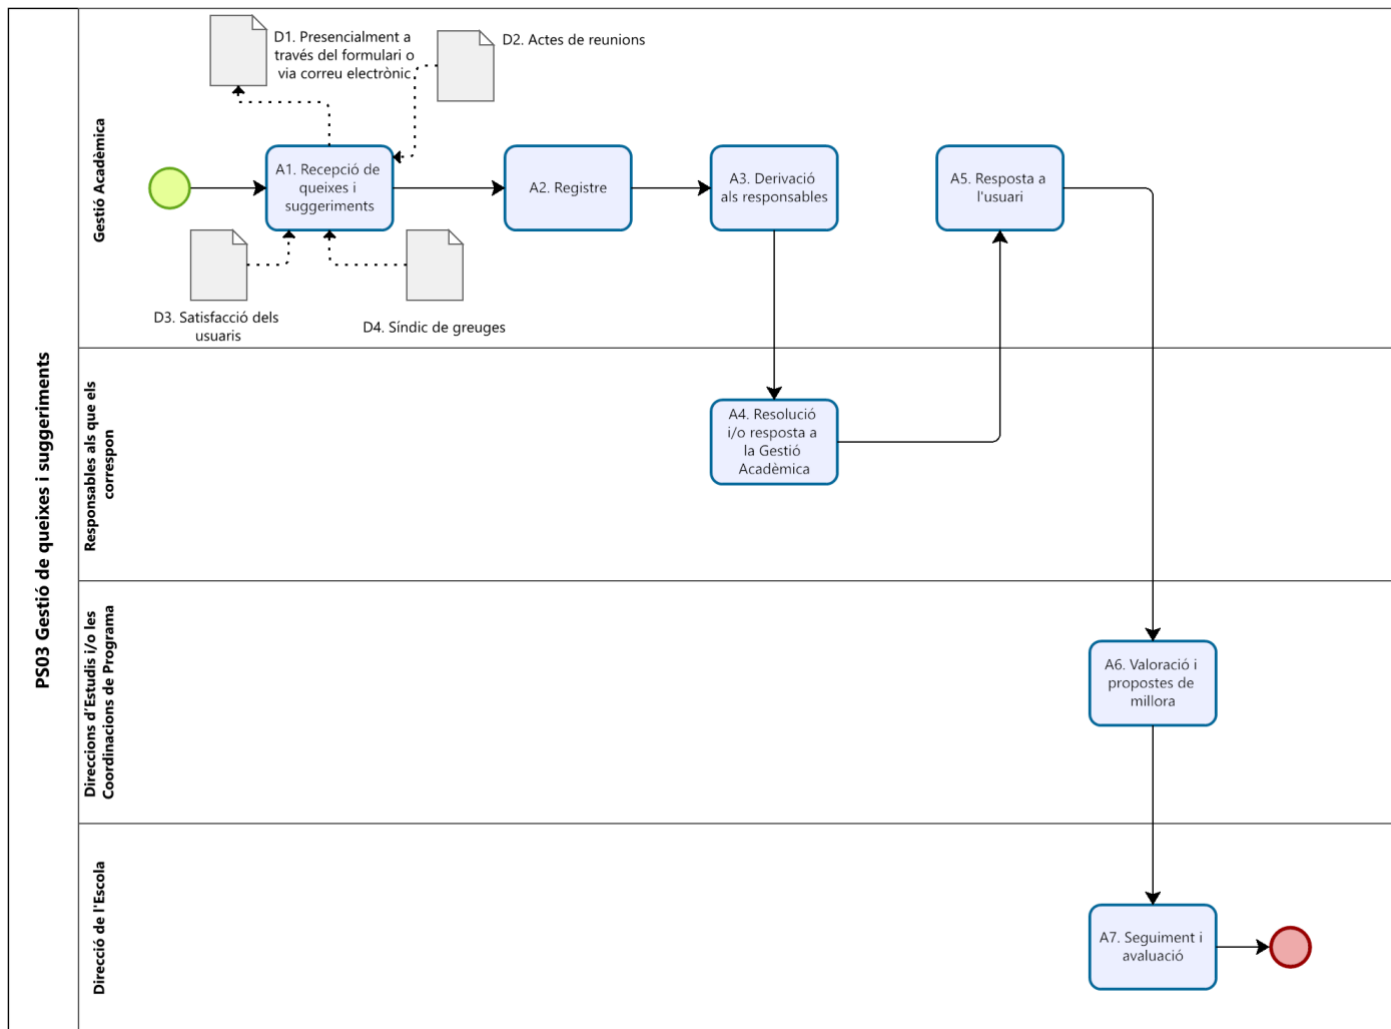 PS03 Gestió de queixes i suggeriments
Gestió Acadèmica
D1. Presencialment a
través del formulari o
via correu electrònic
D2. Actes de reunions
A1. Recepció de
queixes i
suggeriments
A2. Registre
A3. Derivació
als responsables
A5. Resposta a
l'usuari
D3. Satisfacció dels
usuaris
D4. Síndic de greuges
Responsables als que els
correspon
A4. Resolució
i/o resposta a
la Gestió
Acadèmica
Direccions d'Estudis i/o les
Coordinacions de Programa
A6. Valoració i
propostes de
millora
Direcció de l'Escola
A7. Seguiment i
avaluació